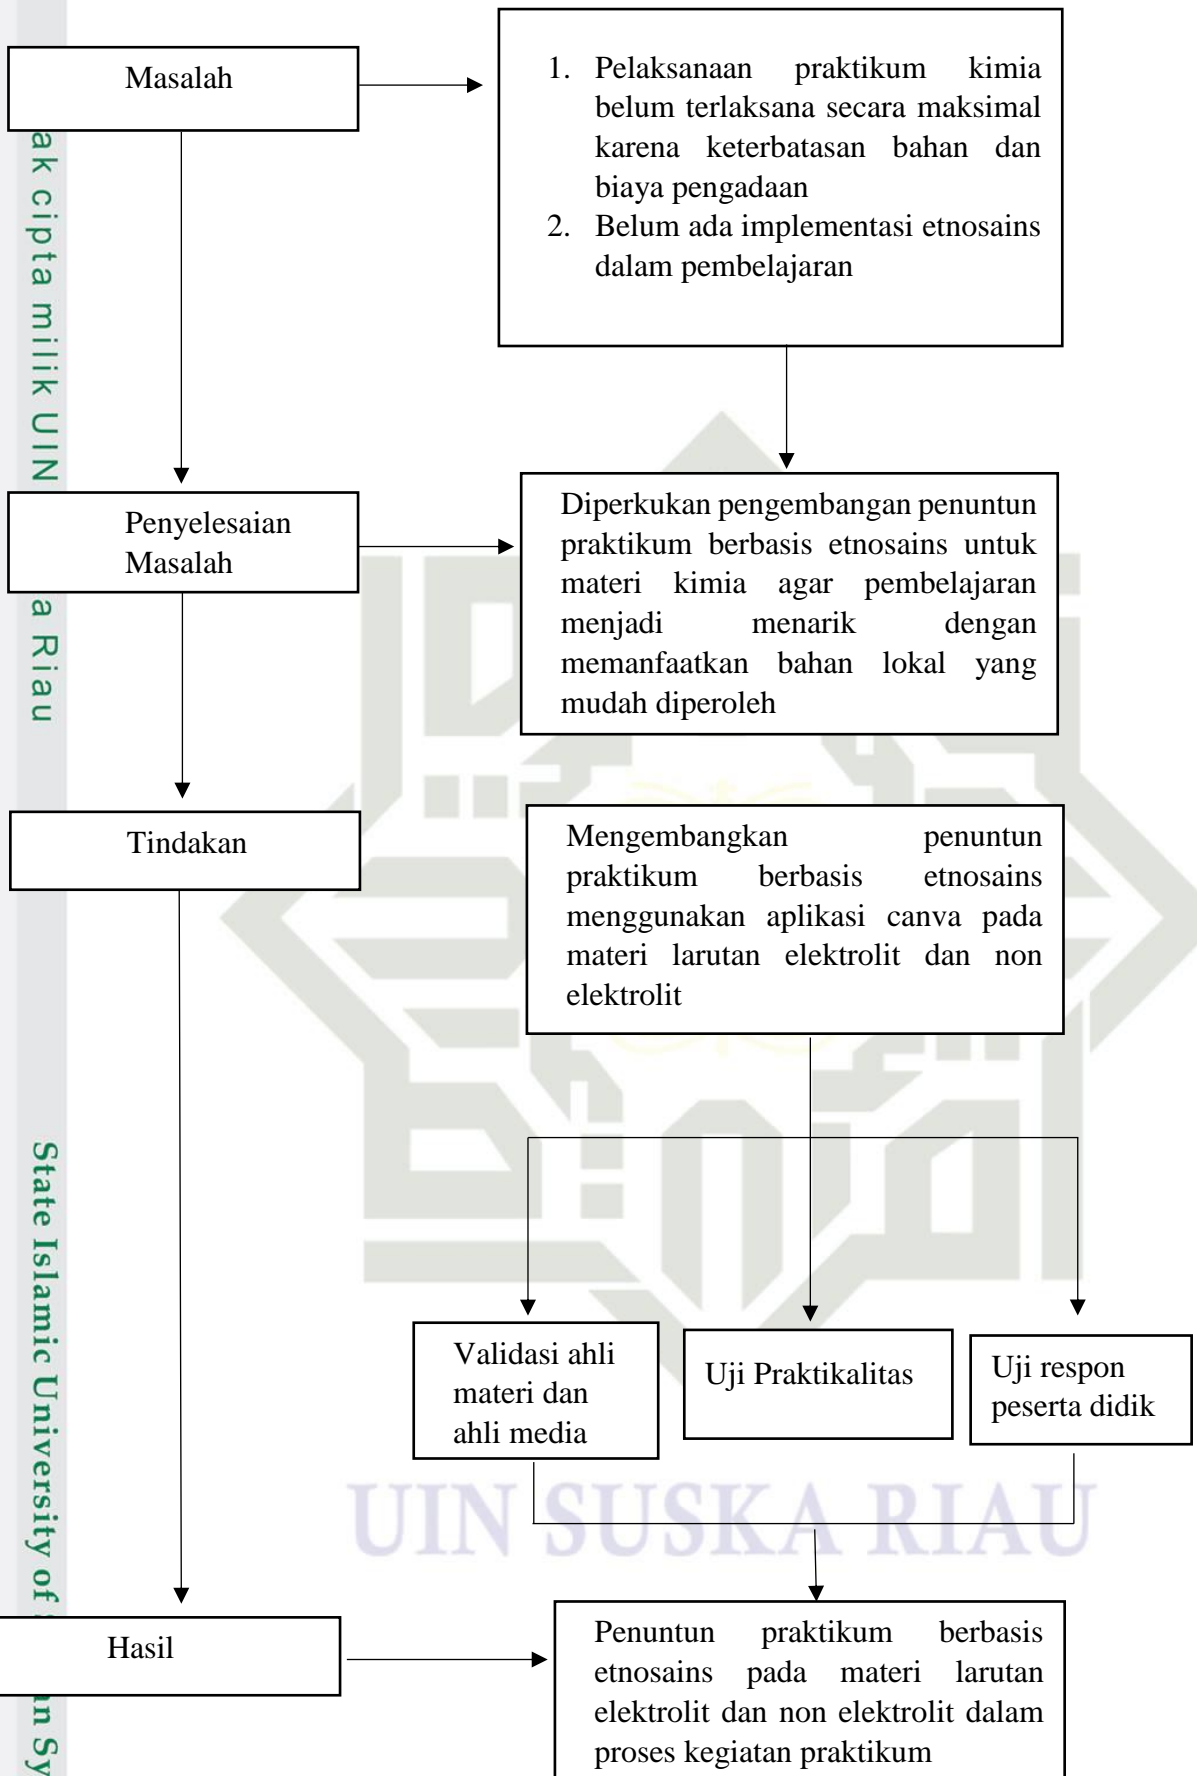 Masalah
1. Pelaksanaan praktikum kimia
belum terlaksana secara maksimal
karena keterbatasan bahan dan
biaya pengadaan
2. Belum ada implementasi etnosains
dalam pembelajaran
Penyelesaian
Masalah
Diperkukan pengembangan penuntun
praktikum berbasis etnosains untuk
materi kimia agar pembelajaran
menjadi menarik dengan
memanfaatkan bahan lokal yang
mudah diperoleh
Tindakan
Mengembangkan penuntun
praktikum berbasis etnosains
menggunakan aplikasi canva pada
materi larutan elektrolit dan non
elektrolit
Validasi ahli
materi dan
ahli media
Uji Praktikalitas
Uji respon
peserta didik
UIN SUSKA RIAU
Hasil
Penuntun praktikum berbasis
etnosains pada materi larutan
elektrolit dan non elektrolit dalam
proses kegiatan praktikum
ak cipta milik UIN a Riau
State Islamic University of